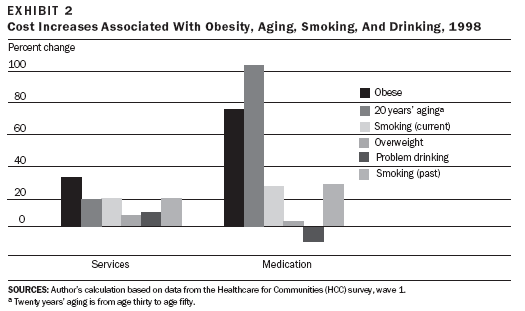 EXHIBIT 2
Cost Increases Associated With Obesity, Aging, Smoking, And Drinking, 1998
Percent change
100
80
60
40
20
0
Obese
20 years' agingª
Smoking (current)
Overweight
Problem drinking
Smoking (past)
Services
Medication
SOURCES: Author's calculation based on data from the Healthcare for Communities (HCC) survey, wave 1.
ª Twenty years' aging is from age thirty to age fifty.